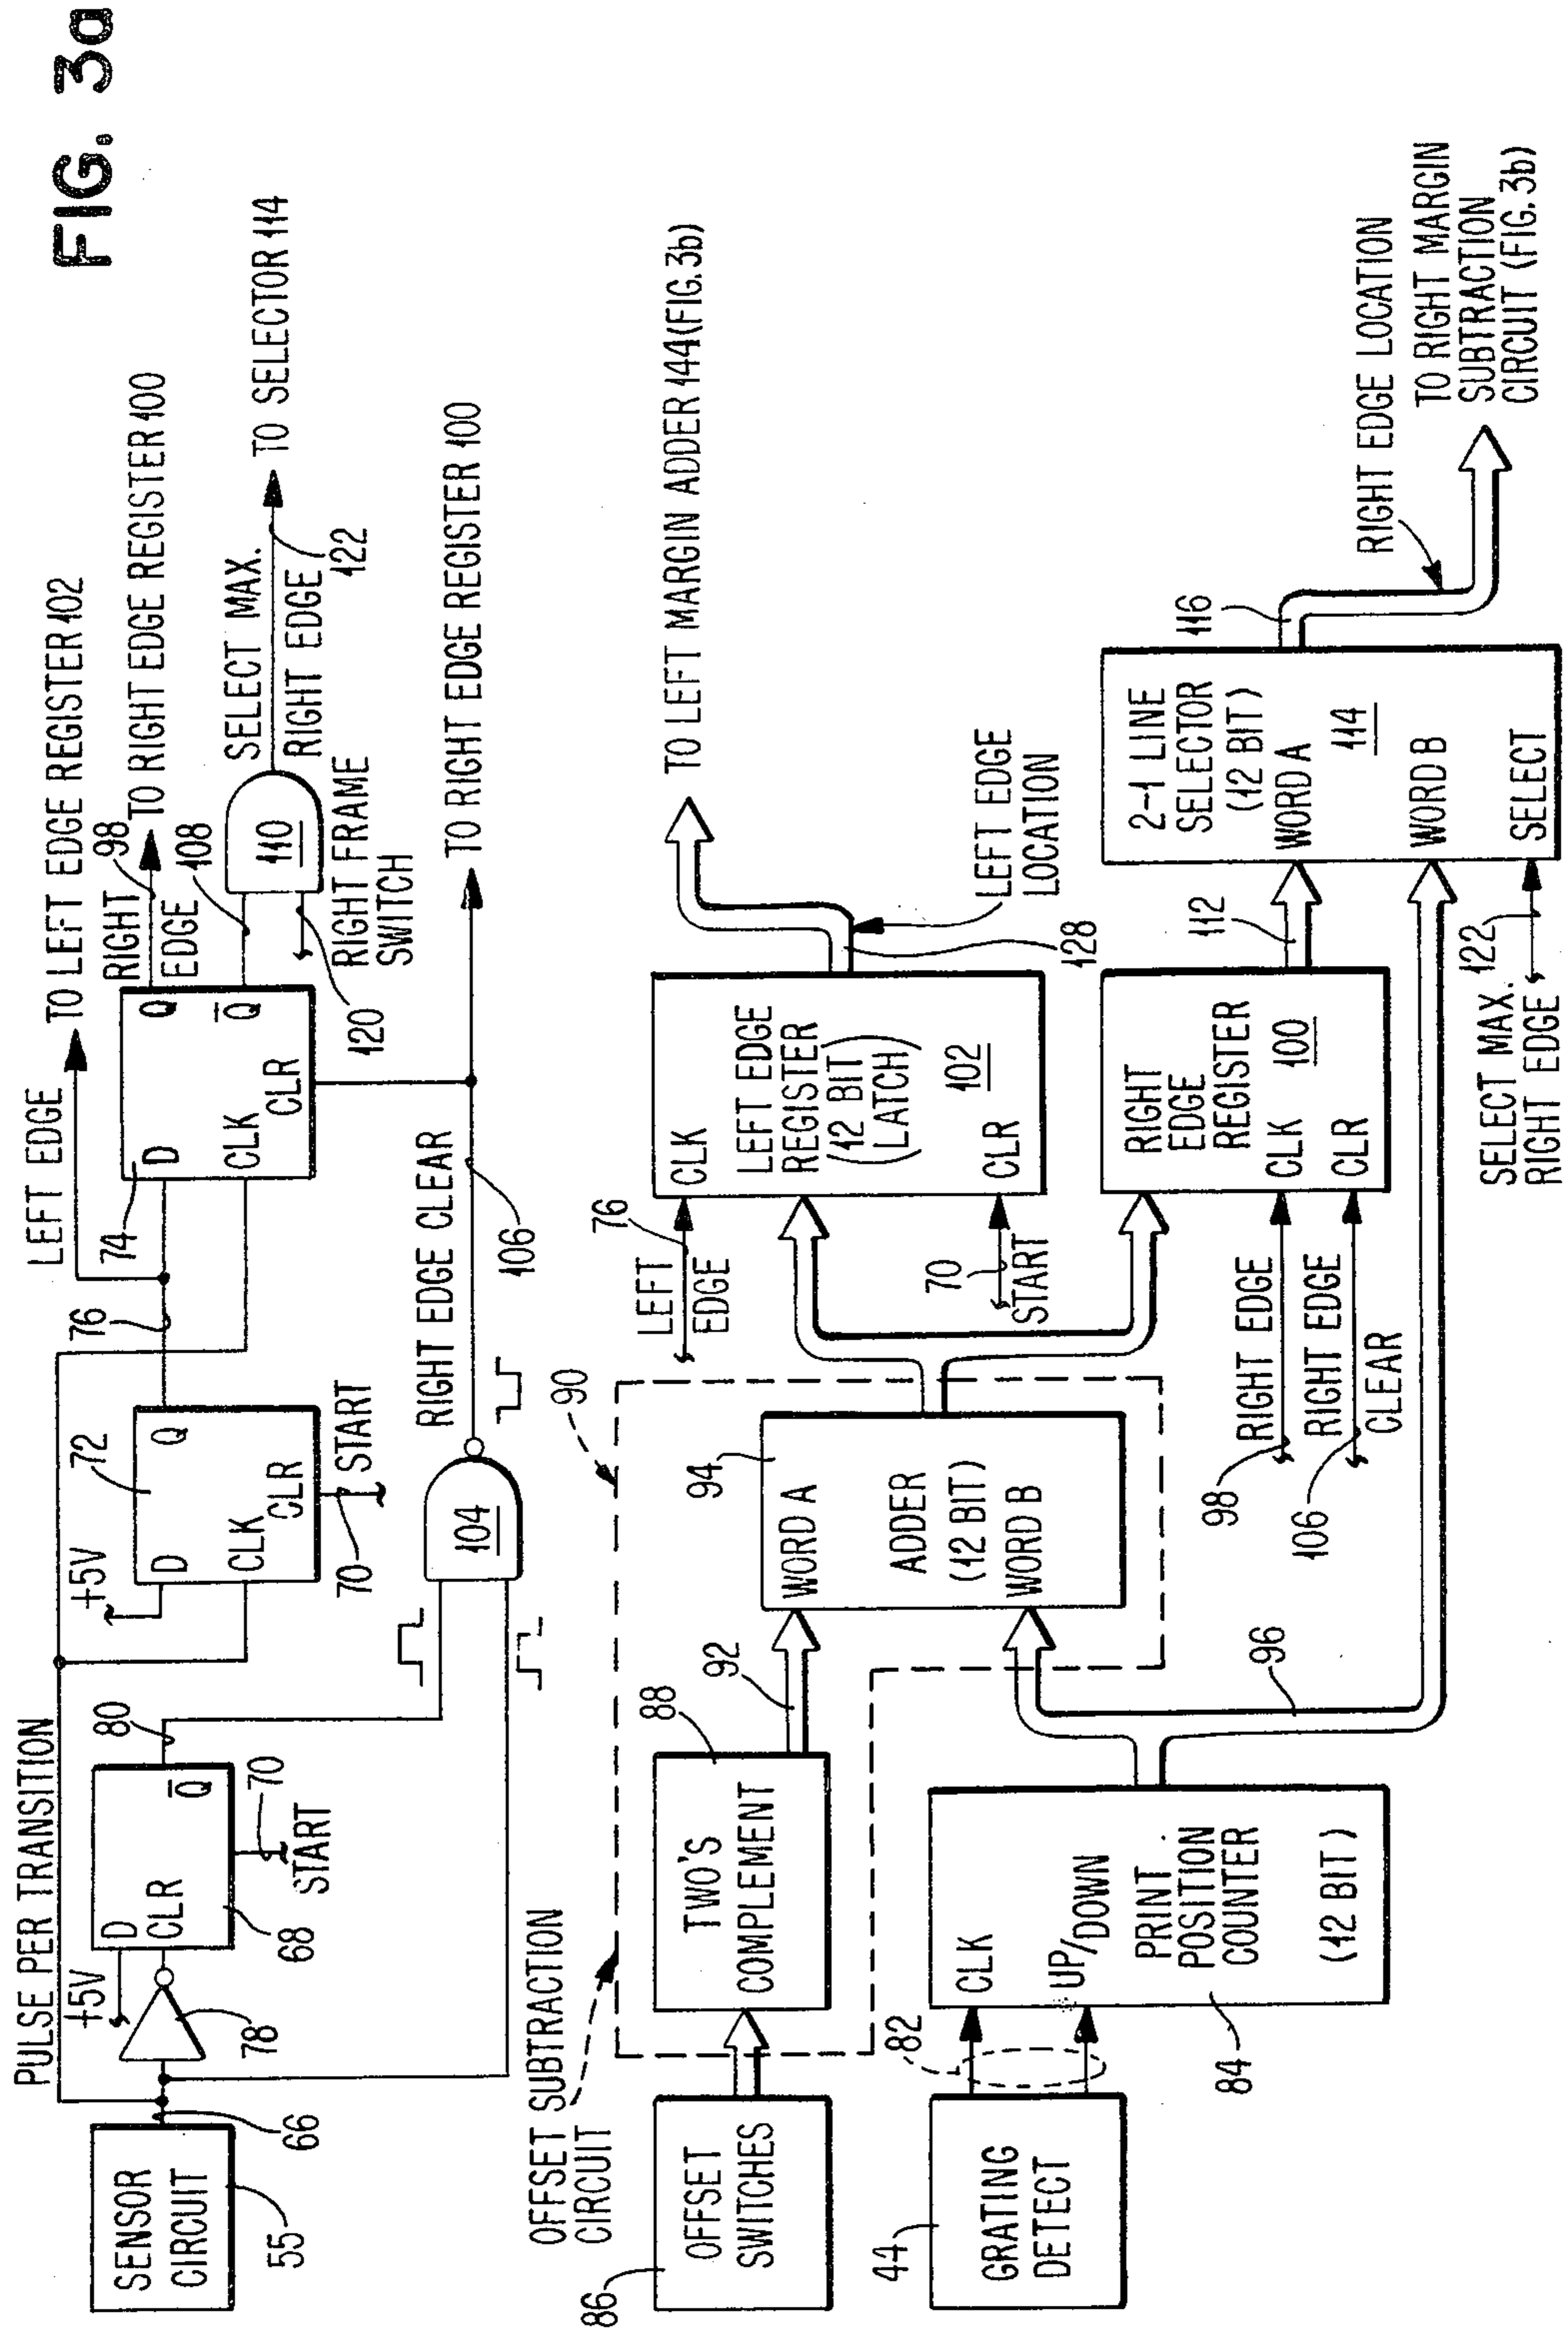 FIG. 3a
PULSE PER TRANSITION
SENSOR
CIRCUIT
55
66
78
+5V
D
CLR
Q
68
70
START
80
+5V
D
CLK
CLR
Q
72
70
START
76
LEFT EDGE
TO LEFT EDGE REGISTER 102
74
D
CLK
CLR
Q
Q
RIGHT
EDGE
98
TO RIGHT EDGE REGISTER 100
108
110
120
RIGHT FRAME
SWITCH
SELECT MAX.
RIGHT EDGE
122
TO SELECTOR 114
104
RIGHT EDGE CLEAR
106
TO RIGHT EDGE REGISTER 100
OFFSET SUBTRACTION
CIRCUIT
90
OFFSET
SWITCHES
86
TWO'S
COMPLEMENT
88
92
94
WORD A
ADDER
(12 BIT)
WORD B
GRATING
DETECT
44
82
CLK
UP/DOWN
PRINT
POSITION
COUNTER
(12 BIT)
84
96
LEFT
EDGE
76
CLK
LEFT EDGE
REGISTER
(12 BIT
LATCH)
102
CLR
70
START
LEFT EDGE
LOCATION
128
TO LEFT MARGIN ADDER 144(FIG.3b)
RIGHT
EDGE
REGISTER
100
CLK
CLR
RIGHT EDGE
98
RIGHT EDGE
CLEAR
106
112
2-1 LINE
SELECTOR
(12 BIT)
WORD A
114
WORD B
SELECT
SELECT MAX.
RIGHT EDGE
122
116
RIGHT EDGE LOCATION
TO RIGHT MARGIN
SUBTRACTION
CIRCUIT (FIG.3b)